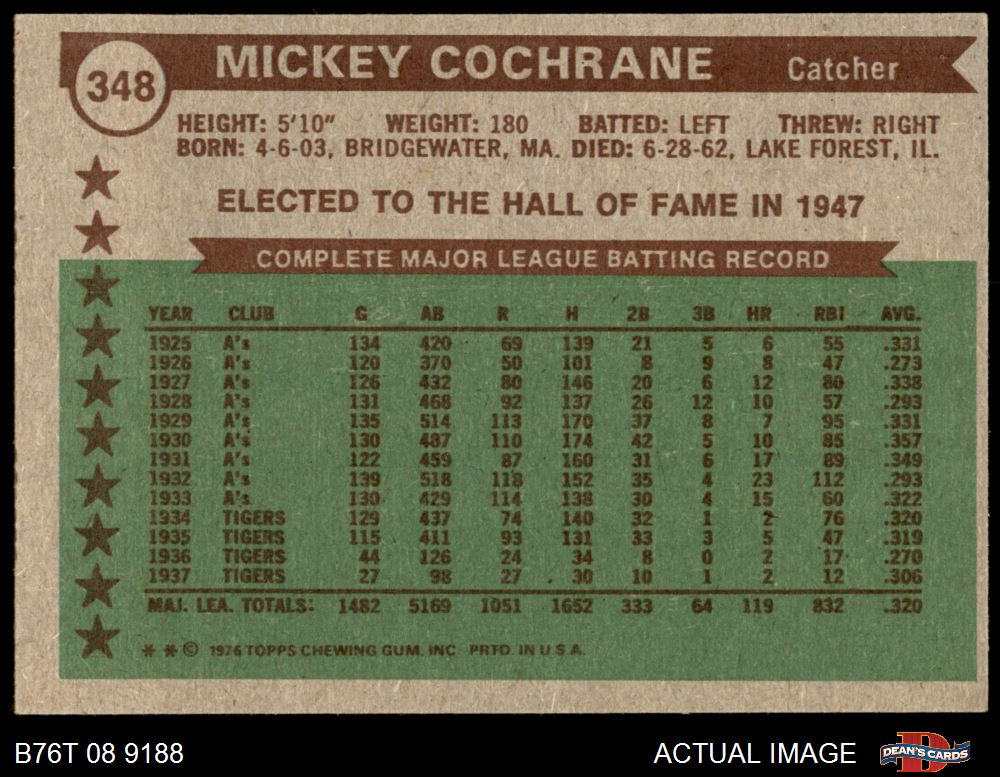 348
MICKEY COCHRANE Catcher
HEIGHT: 5'10" WEIGHT: 180 BATTED: LEFT THREW: RIGHT
BORN: 4-6-03, BRIDGEWATER, MA. DIED: 6-28-62, LAKE FOREST, IL.
ELECTED TO THE HALL OF FAME IN 1947
COMPLETE MAJOR LEAGUE BATTING RECORD
YEAR CLUB G AB R H 2B 3B HR RBI AVG.
1925 A's 134 420 69 139 21 5 6 55 .331
1926 A's 120 370 50 101 8 9 8 47 .273
1927 A's 126 432 80 146 20 6 12 80 .338
1928 A's 131 468 92 137 26 12 10 57 .293
1929 A's 135 514 113 170 37 8 7 95 .331
1930 A's 130 487 110 174 42 5 10 85 .357
1931 A's 122 459 87 160 31 6 17 89 .349
1932 A's 139 518 118 152 35 4 23 112 .293
1933 A's 130 429 114 138 30 4 15 60 .322
1934 TIGERS 129 437 74 140 32 1 2 76 .320
1935 TIGERS 115 411 93 131 33 3 5 47 .319
1936 TIGERS 44 126 24 34 8 0 2 17 .270
1937 TIGERS 27 98 27 30 10 1 2 12 .306
MAJ. LEA. TOTALS: 1482 5169 1051 1652 333 64 119 832 .320
* * © 1976 TOPPS CHEWING GUM, INC PRTD. IN U.S.A.
B76T 08 9188 ACTUAL IMAGE DEAN'S CARDS